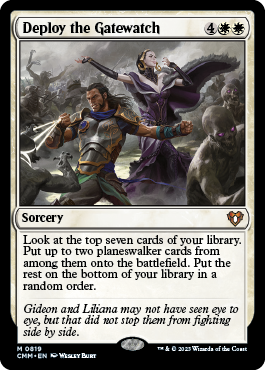 Deploy the Gatewatch 4
Sorcery
Look at the top seven cards of your library.
Put up to two planeswalker cards from
among them onto the battlefield. Put the
rest on the bottom of your library in a
random order.
Gideon and Liliana may not have seen eye to
eye, but that did not stop them from fighting
side by side.
M 0819
CMM • EN WESLEY BURT
™ & © 2023 Wizards of the Coast